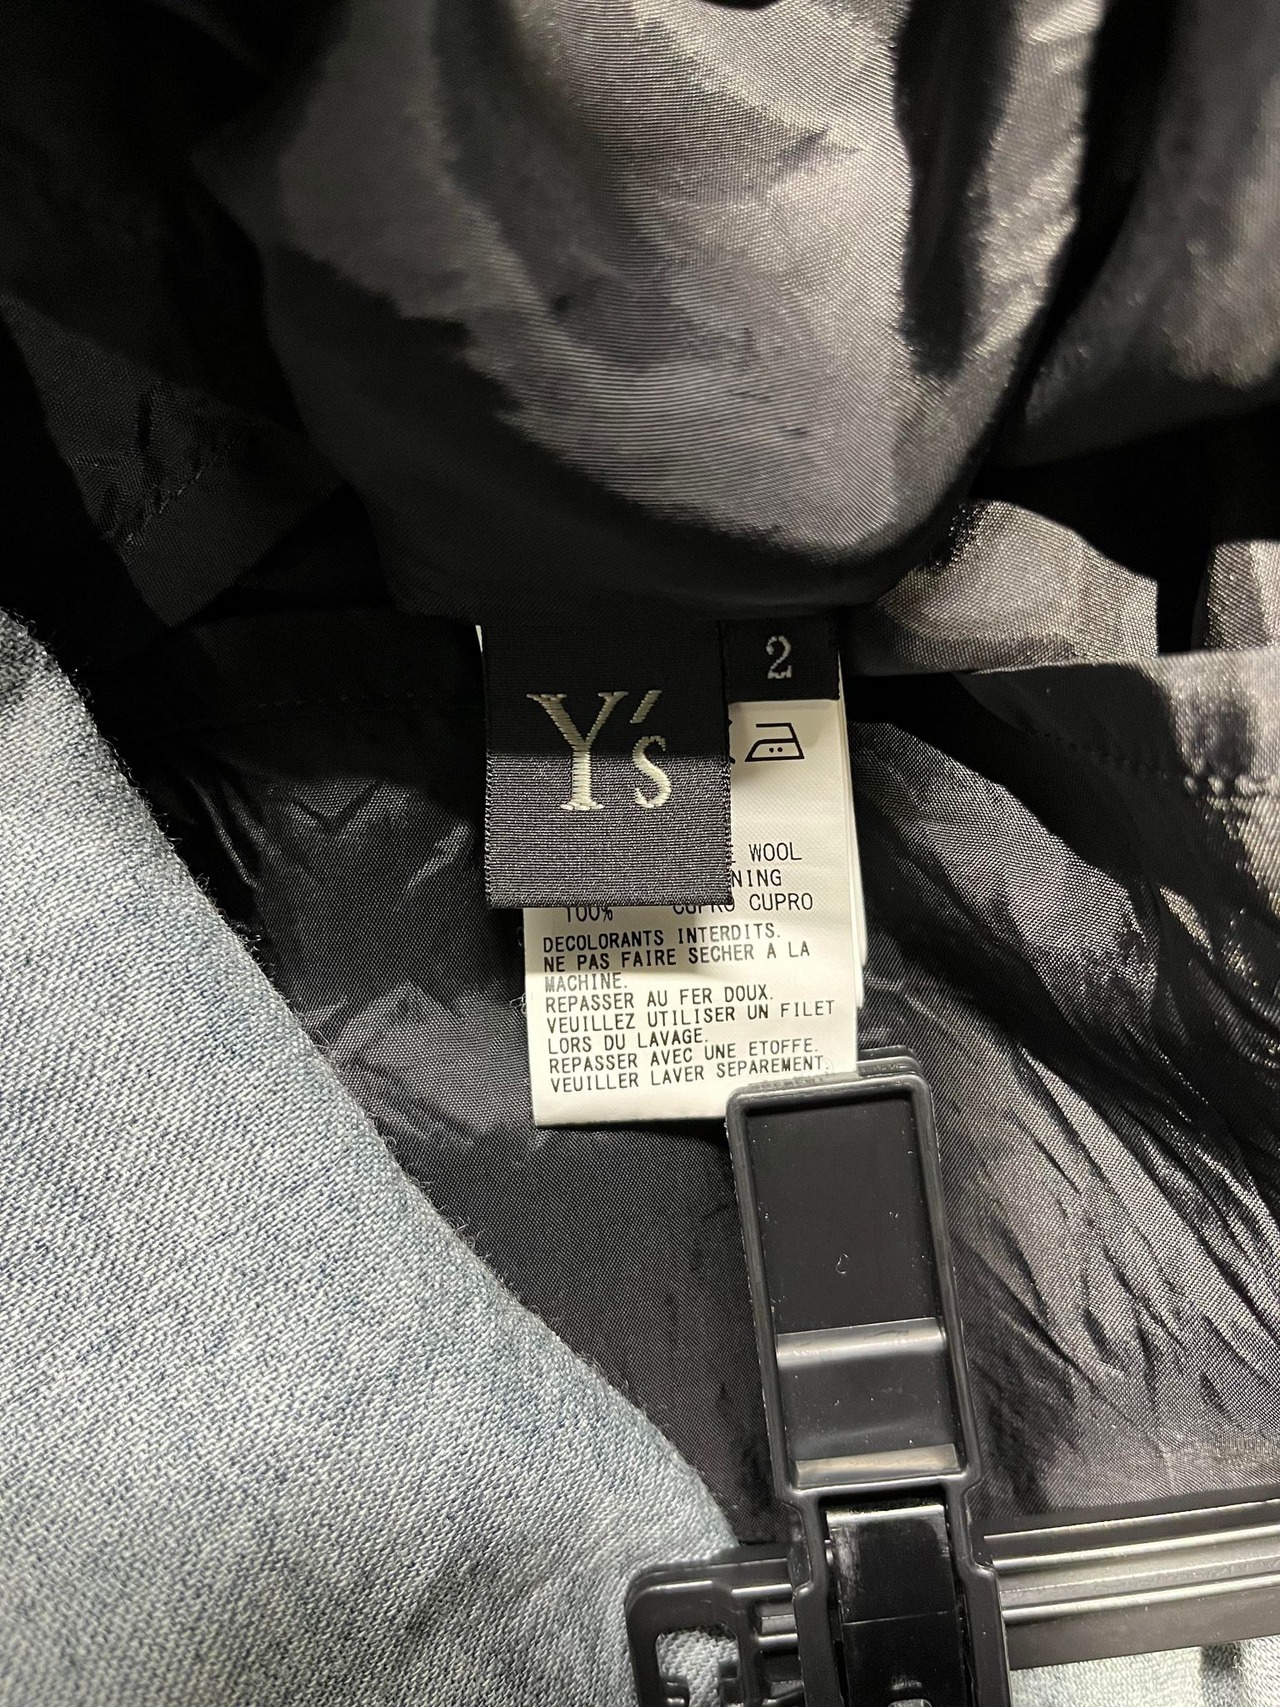 Y's
2
WOOL
100% CUPRO CUPRO
DECOLORANTS INTERDITS.
NE PAS FAIRE SECHER A LA
MACHINE.
REPASSER AU FER DOUX.
VEUILLEZ UTILISER UN FILET
LORS DU LAVAGE.
REPASSER AVEC UNE ETOFFE.
VEUILLER LAVER SEPAREMENT.